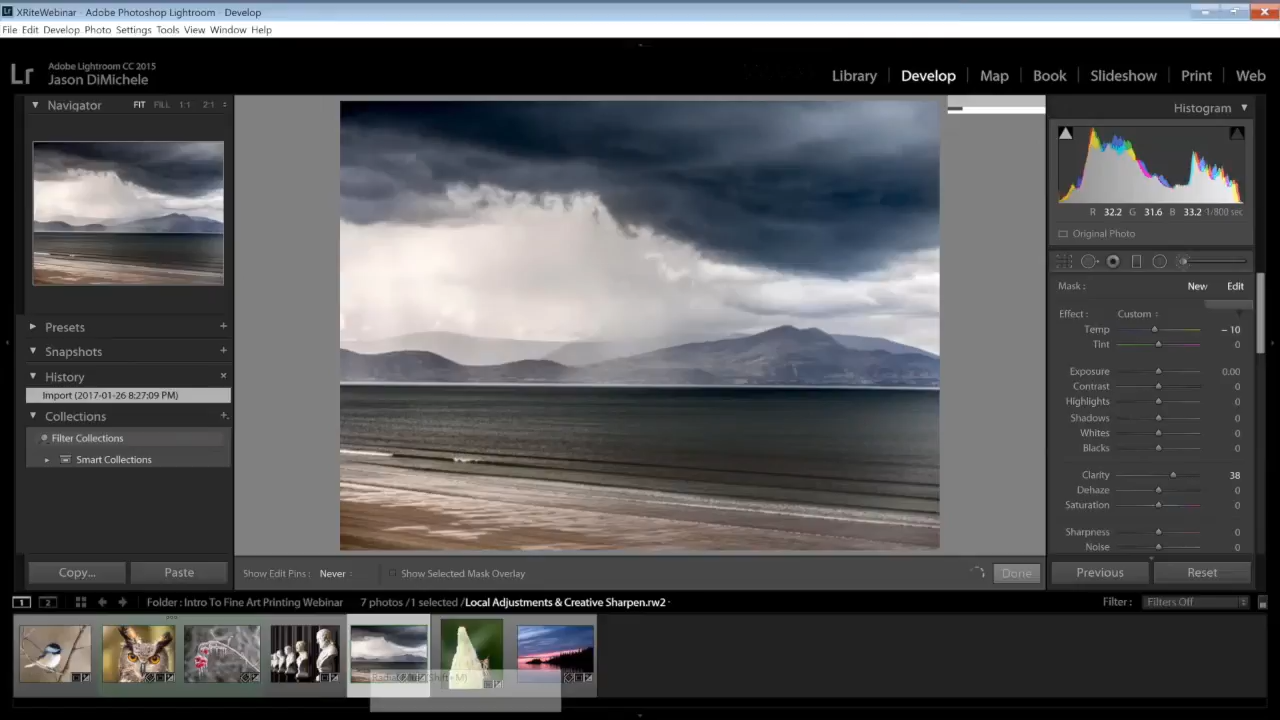 XRiteWebinar - Adobe Photoshop Lightroom - Develop
File Edit Develop Photo Settings Tools View Window Help
Lr
Adobe Lightroom CC 2015
Jason DiMichele
Library Develop Map Book Slideshow Print Web
Navigator FIT FILL 1:1 2:1
Presets
Snapshots
History
Import (2017-01-26 8:27:09 PM)
Collections
Filter Collections
Smart Collections
Copy... Paste
Histogram
R 32.2 G 31.6 B 33.2 1/800 sec
Original Photo
Mask : New Edit
Effect : Custom
Temp – 10
Tint 0
Exposure 0.00
Contrast 0
Highlights 0
Shadows 0
Whites 0
Blacks 0
Clarity 38
Dehaze 0
Saturation 0
Sharpness 0
Noise 0
Show Edit Pins : Never
Show Selected Mask Overlay
Done
Previous Reset
1 2 Folder : Intro To Fine Art Printing Webinar 7 photos /1 selected /Local Adjustments & Creative Sharpen.rw2
Filter : Filters Off